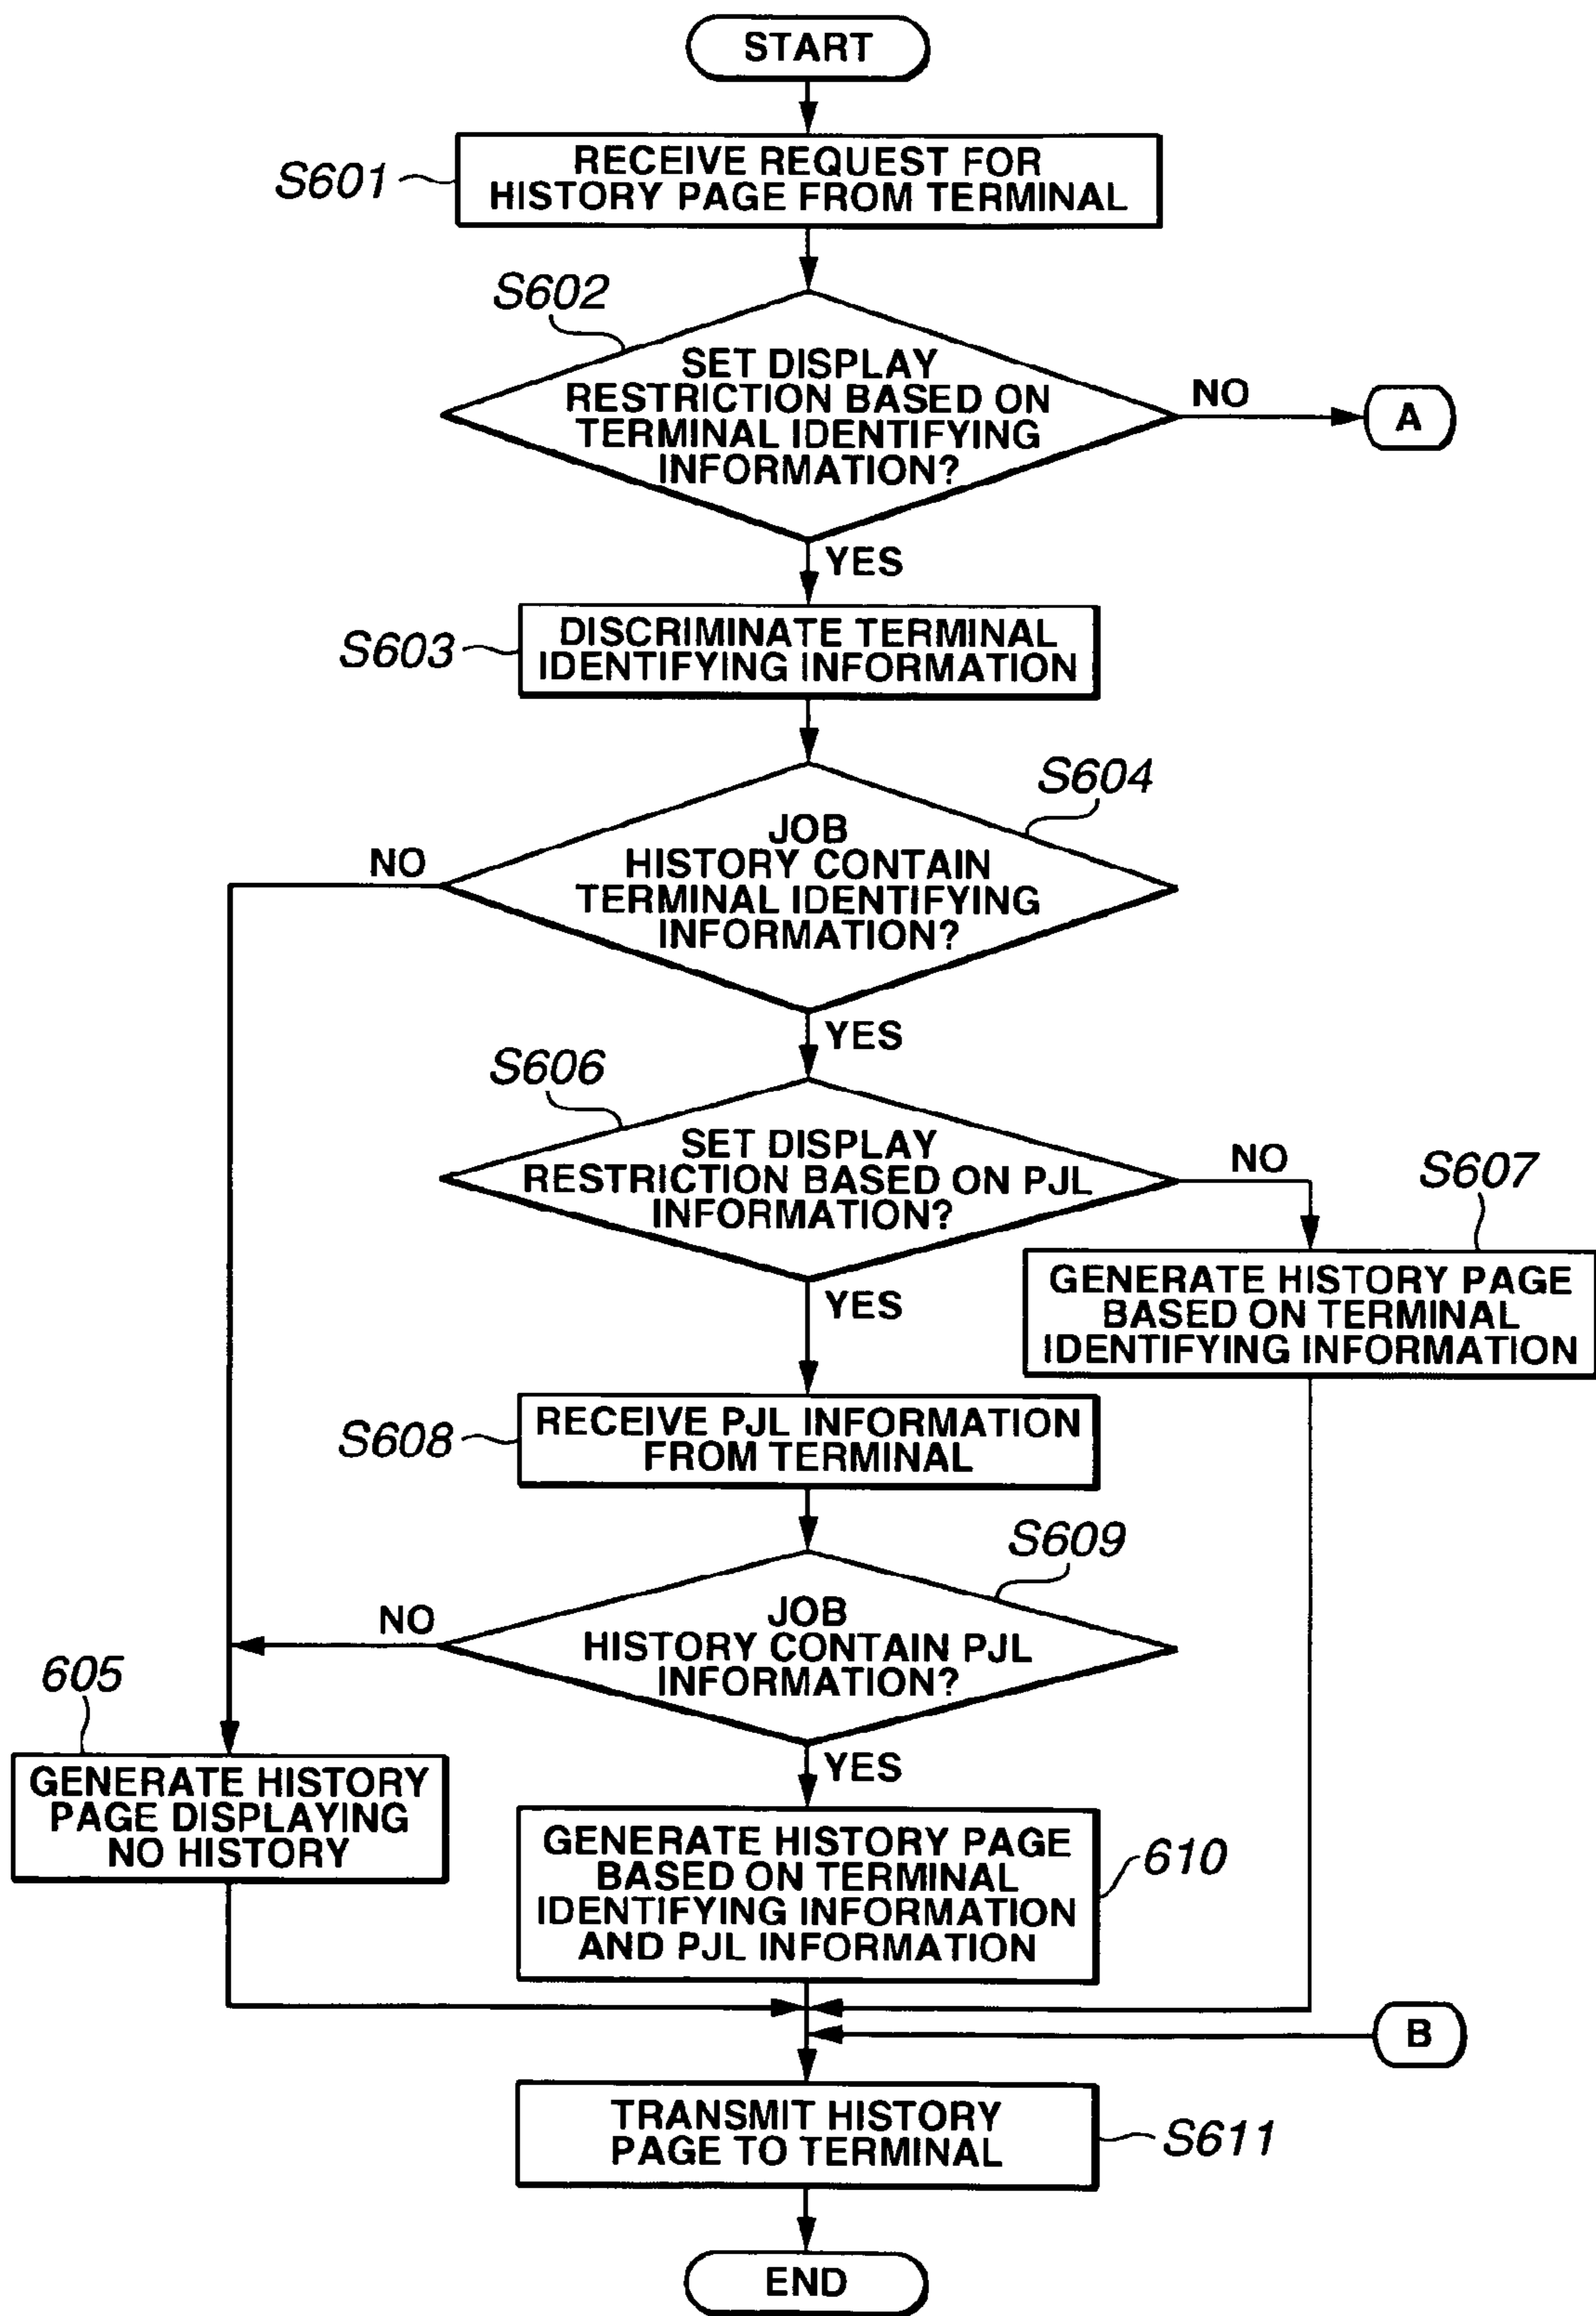 START
S601
RECEIVE REQUEST FOR
HISTORY PAGE FROM TERMINAL
S602
SET DISPLAY
RESTRICTION BASED ON
TERMINAL IDENTIFYING
INFORMATION?
NO
A
YES
S603
DISCRIMINATE TERMINAL
IDENTIFYING INFORMATION
S604
JOB
HISTORY CONTAIN
TERMINAL IDENTIFYING
INFORMATION?
NO
YES
S606
SET DISPLAY
RESTRICTION BASED ON PJL
INFORMATION?
NO
S607
GENERATE HISTORY PAGE
BASED ON TERMINAL
IDENTIFYING INFORMATION
YES
S608
RECEIVE PJL INFORMATION
FROM TERMINAL
S609
JOB
HISTORY CONTAIN PJL
INFORMATION?
NO
605
GENERATE HISTORY
PAGE DISPLAYING
NO HISTORY
YES
GENERATE HISTORY PAGE
BASED ON TERMINAL
IDENTIFYING INFORMATION
AND PJL INFORMATION
610
B
TRANSMIT HISTORY
PAGE TO TERMINAL
S611
END